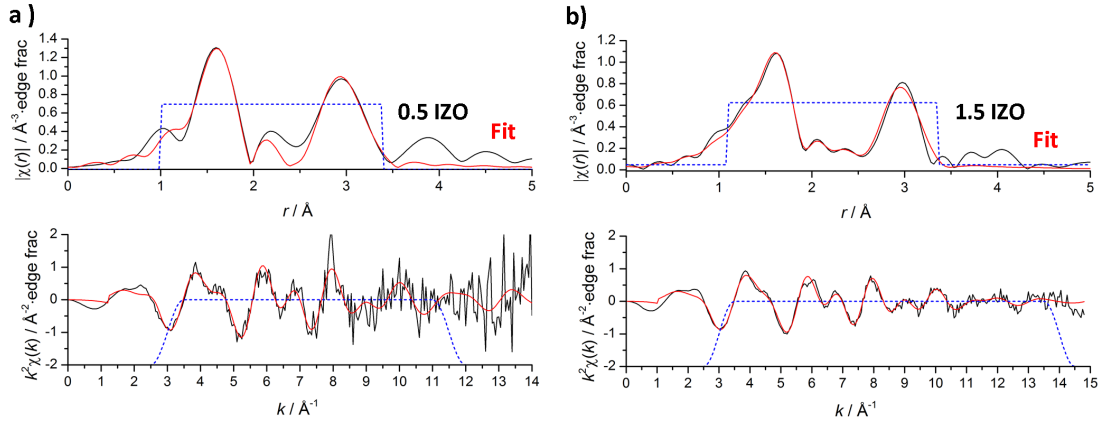 a )
1.4
1.2
1.0
0.8
0.6
0.4
0.2
0.0
|χ(r)| / Å⁻³·edge frac
0.5 IZO
Fit
0 1 2 3 4 5
r / Å
2
1
0
-1
-2
k²χ(k) / Å⁻²·edge frac
0 1 2 3 4 5 6 7 8 9 10 11 12 13 14
k / Å⁻¹
b)
1.2
1.0
0.8
0.6
0.4
0.2
0.0
|χ(r)| / Å⁻³·edge frac
1.5 IZO
Fit
0 1 2 3 4 5
r / Å
2
1
0
-1
-2
k²χ(k) / Å⁻²·edge frac
0 1 2 3 4 5 6 7 8 9 10 11 12 13 14 15
k / Å⁻¹